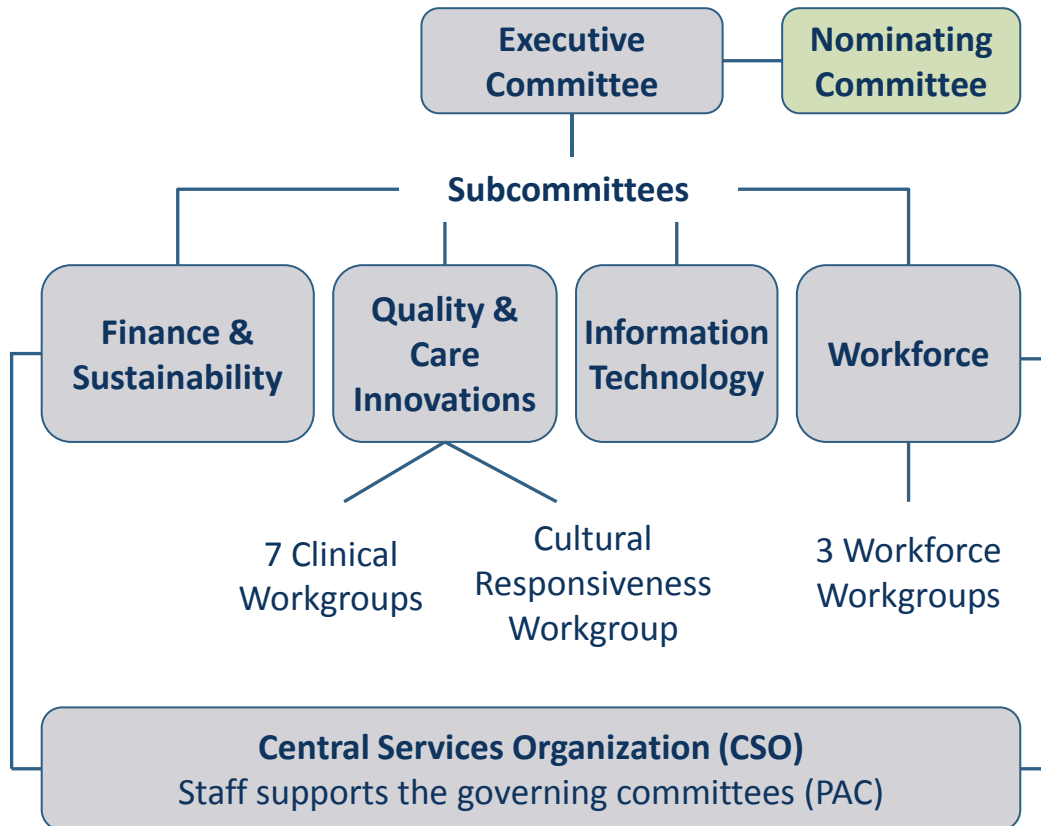 Executive
Committee
Nominating
Committee
Subcommittees
Finance &
Sustainability
Quality &
Care
Innovations
Information
Technology
Workforce
7 Clinical
Workgroups
Cultural
Responsiveness
Workgroup
3 Workforce
Workgroups
Central Services Organization (CSO)
Staff supports the governing committees (PAC)